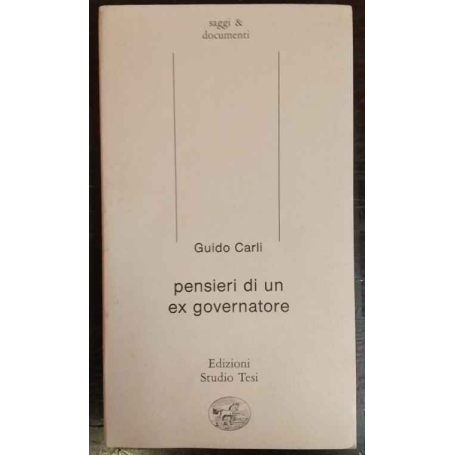 saggi &
documenti
Guido Carli
pensieri di un
ex governatore
Edizioni
Studio Tesi